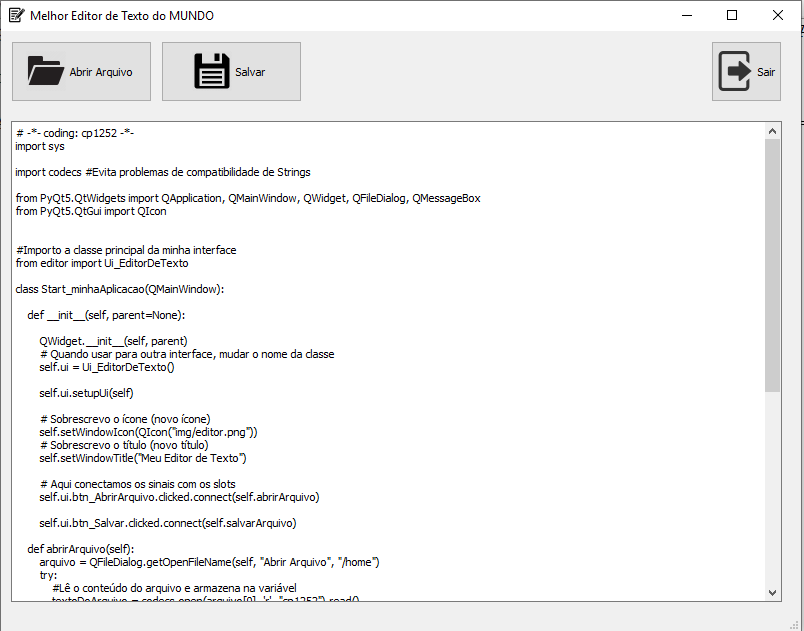 Melhor Editor de Texto do MUNDO
Abrir Arquivo
Salvar
Sair
# -*- coding: cp1252 -*-
import sys
import codecs #Evita problemas de compatibilidade de Strings
from PyQt5.QtWidgets import QApplication, QMainWindow, QWidget, QFileDialog, QMessageBox
from PyQt5.QtGui import QIcon
#Importo a classe principal da minha interface
from editor import Ui_EditorDeTexto
class Start_minhaAplicacao(QMainWindow):
def __init__(self, parent=None):
QWidget.__init__(self, parent)
# Quando usar para outra interface, mudar o nome da classe
self.ui = Ui_EditorDeTexto()
self.ui.setupUi(self)
# Sobrescrevo o ícone (novo ícone)
self.setWindowIcon(QIcon("img/editor.png"))
# Sobrescrevo o título (novo título)
self.setWindowTitle("Meu Editor de Texto")
# Aqui conectamos os sinais com os slots
self.ui.btn_AbrirArquivo.clicked.connect(self.abrirArquivo)
self.ui.btn_Salvar.clicked.connect(self.salvarArquivo)
def abrirArquivo(self):
arquivo = QFileDialog.getOpenFileName(self, "Abrir Arquivo", "/home")
try:
#Lê o conteúdo do arquivo e armazena na variável
textoDoArquivo = codecs.open(arquivo[0], 'r', "cp1252").read()